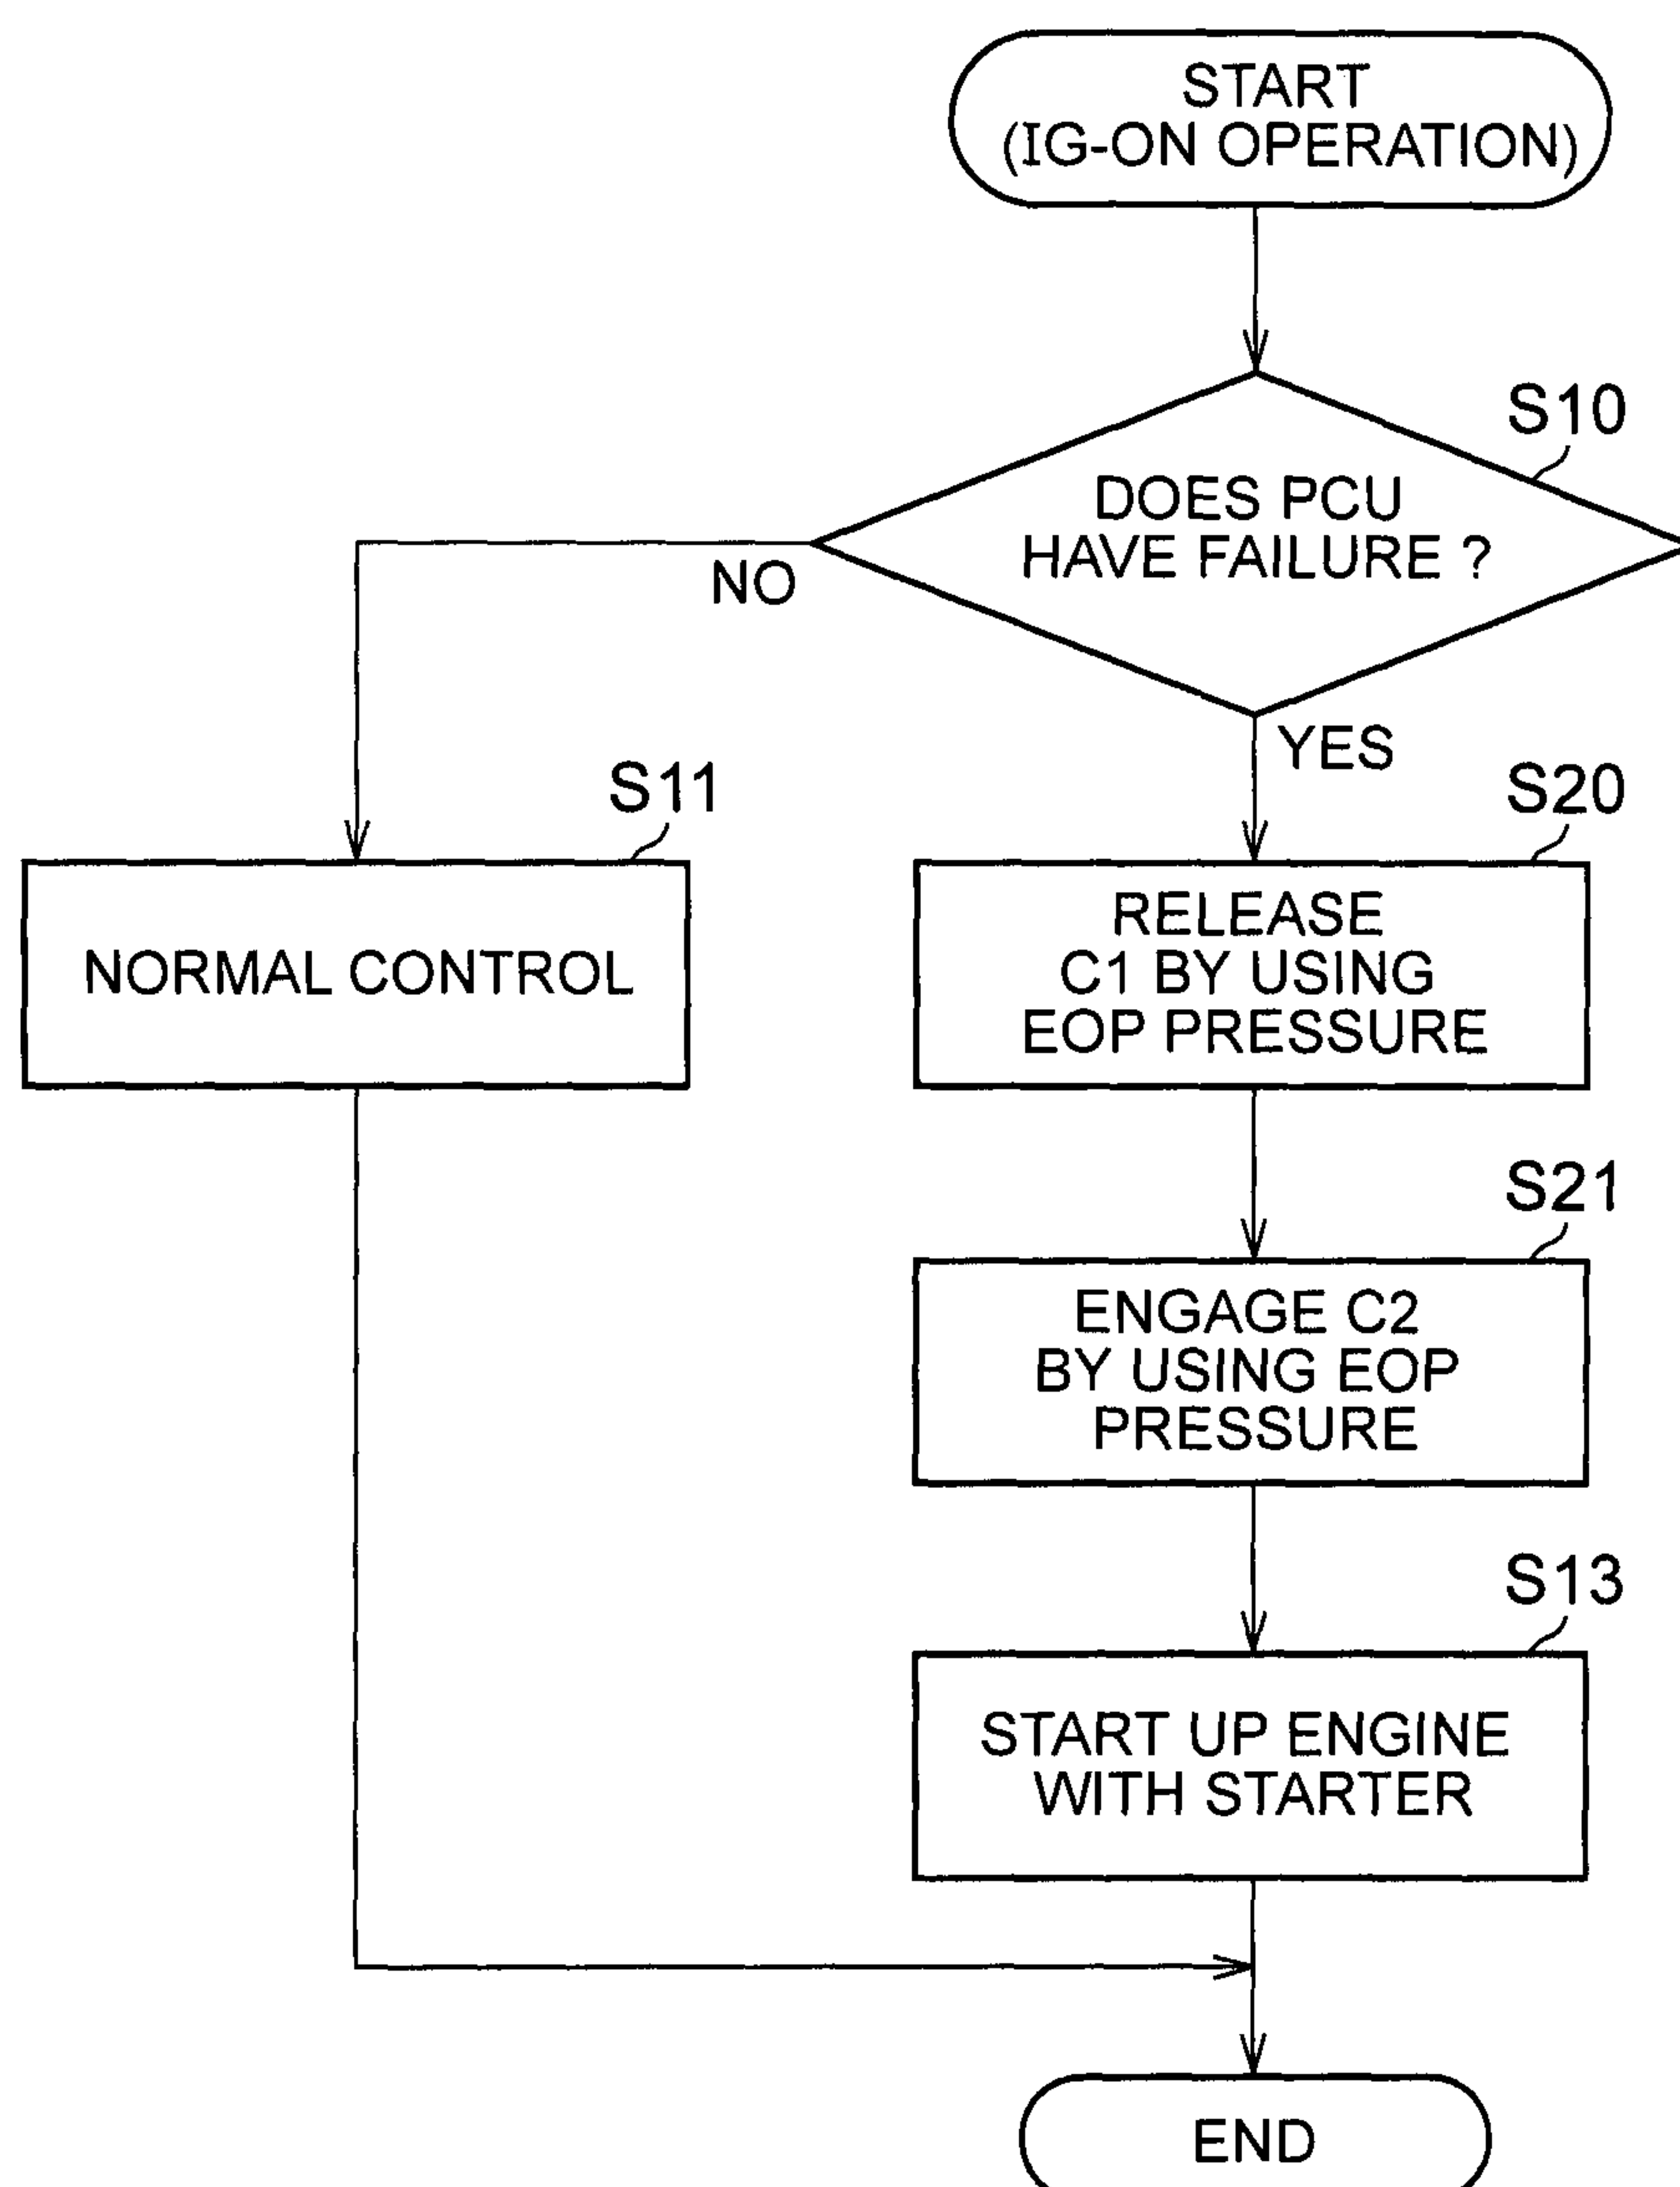 START
(IG-ON OPERATION)
S10
DOES PCU
HAVE FAILURE ?
NO
YES
S11
NORMAL CONTROL
S20
RELEASE
C1 BY USING
EOP PRESSURE
S21
ENGAGE C2
BY USING EOP
PRESSURE
S13
START UP ENGINE
WITH STARTER
END